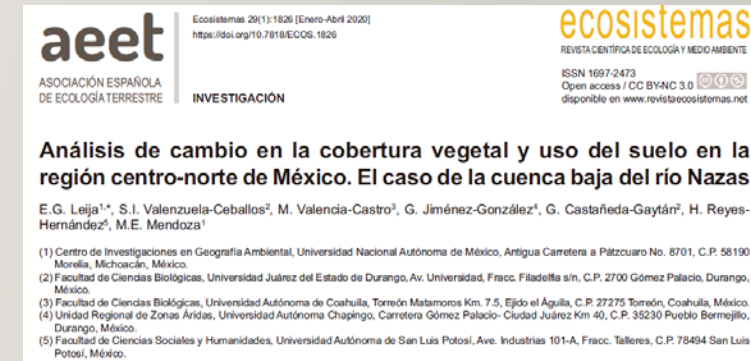 aeet
ASOCIACIÓN ESPAÑOLA
DE ECOLOGÍA TERRESTRE
Ecosistemas 29(1):1826 [Enero-Abril 2020]
https://doi.org/10.7818/ECOS.1826
INVESTIGACIÓN
ecosistemas
REVISTA CIENTÍFICA DE ECOLOGÍA Y MEDIO AMBIENTE
ISSN 1697-2473
Open access / CC BY-NC 3.0
disponible en www.revistaecosistemas.net
Análisis de cambio en la cobertura vegetal y uso del suelo en la
región centro-norte de México. El caso de la cuenca baja del río Nazas
E.G. Leija¹,*, S.I. Valenzuela-Ceballos², M. Valencia-Castro³, G. Jiménez-González⁴, G. Castañeda-Gaytán², H. Reyes-
Hernández⁵, M.E. Mendoza¹
(1) Centro de Investigaciones en Geografía Ambiental, Universidad Nacional Autónoma de México, Antigua Carretera a Pátzcuaro No. 8701, C.P. 58190
Morelia, Michoacán, México.
(2) Facultad de Ciencias Biológicas, Universidad Juárez del Estado de Durango, Av. Universidad, Fracc. Filadelfia s/n, C.P. 2700 Gómez Palacio, Durango,
México.
(3) Facultad de Ciencias Biológicas, Universidad Autónoma de Coahuila, Torreón Matamoros Km. 7.5, Ejido el Águila, C.P. 27275 Torreón, Coahuila, México.
(4) Unidad Regional de Zonas Áridas, Universidad Autónoma Chapingo, Carretera Gómez Palacio- Ciudad Juárez Km 40, C.P. 35230 Pueblo Bermejillo,
Durango, México.
(5) Facultad de Ciencias Sociales y Humanidades, Universidad Autónoma de San Luis Potosí, Ave. Industrias 101-A, Fracc. Talleres, C.P. 78494 San Luis
Potosí, México.